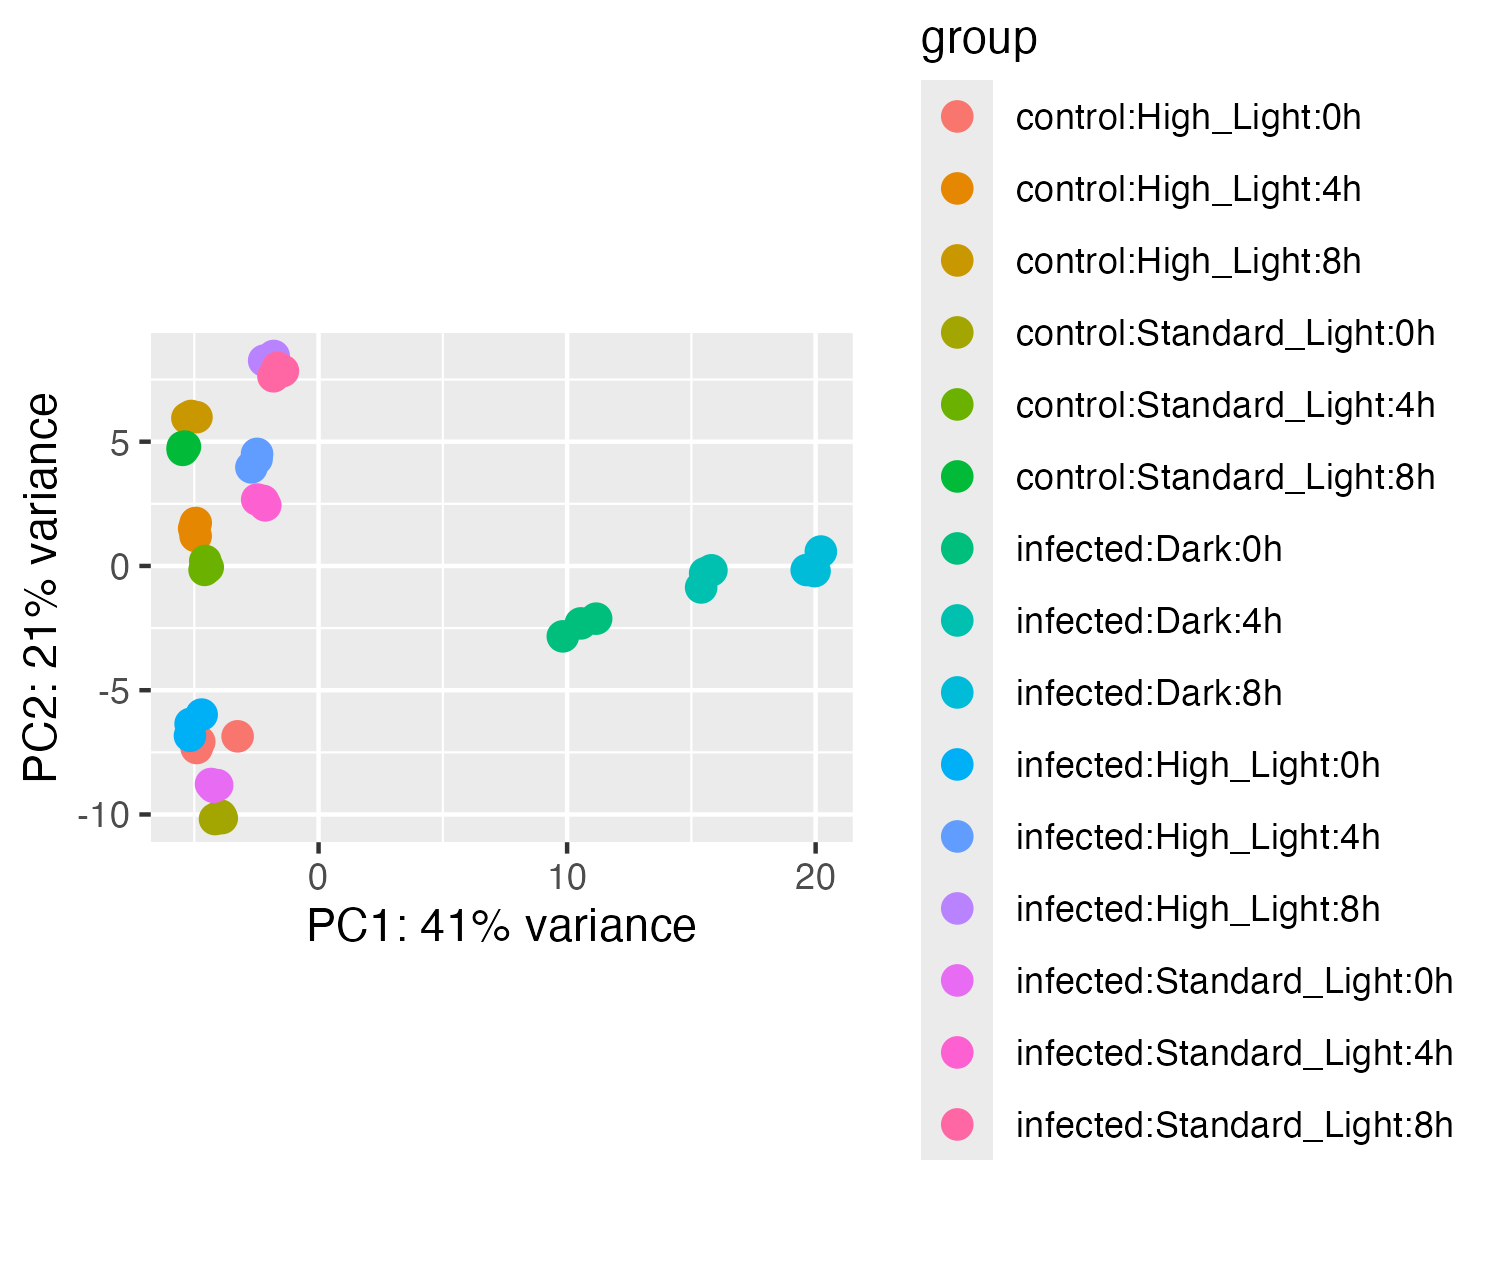 group
control:High_Light:0h
control:High_Light:4h
control:High_Light:8h
control:Standard_Light:0h
control:Standard_Light:4h
control:Standard_Light:8h
infected:Dark:0h
infected:Dark:4h
infected:Dark:8h
infected:High_Light:0h
infected:High_Light:4h
infected:High_Light:8h
infected:Standard_Light:0h
infected:Standard_Light:4h
infected:Standard_Light:8h
PC2: 21% variance
5
0
-5
-10
0 10 20
PC1: 41% variance